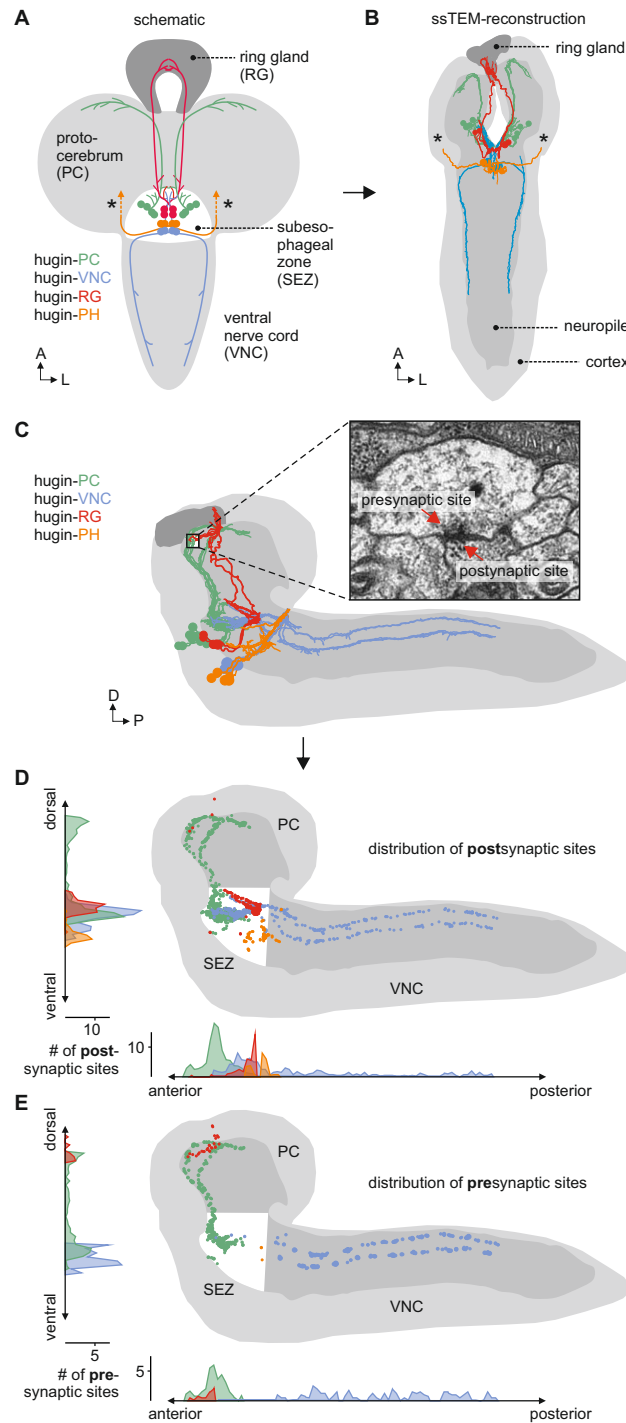 A
schematic
ring gland
(RG)
proto-
cerebrum
(PC)
*
*
subeso-
phageal
zone
(SEZ)
hugin-PC
hugin-VNC
hugin-RG
hugin-PH
ventral
nerve cord
(VNC)
A
L
B
ssTEM-reconstruction
ring gland
*
*
neuropile
cortex
A
L
C
hugin-PC
hugin-VNC
hugin-RG
hugin-PH
presynaptic site
postynaptic site
D
P
D
dorsal
ventral
10
# of post-
synaptic sites
PC
distribution of postsynaptic sites
SEZ
VNC
10
anterior
posterior
E
dorsal
ventral
5
# of pre-
synaptic sites
PC
distribution of presynaptic sites
SEZ
VNC
5
anterior
posterior